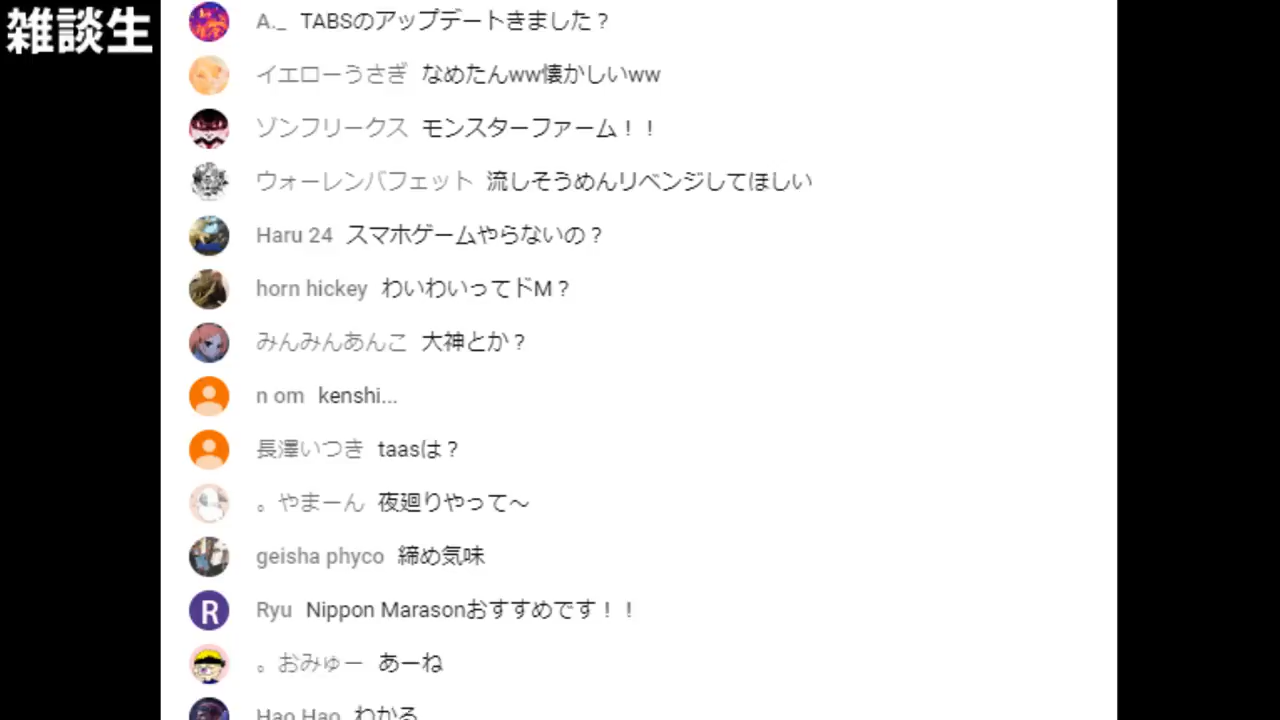 雑談生
A._ TABSのアップデートきました？
イエローうさぎ なめたんww懐かしいww
ゾンフリークス モンスターファーム！！
ウォーレンバフェット 流しそうめんリベンジしてほしい
Haru 24 スマホゲームやらないの？
horn hickey わいわいってドM？
みんみんあんこ 大神とか？
n om kenshi...
長澤いつき taasは？
。やまーん 夜廻りやって～
geisha phyco 締め気味
R Ryu Nippon Marasonおすすめです！！
。おみゅー あーね
Hao Hao わかる